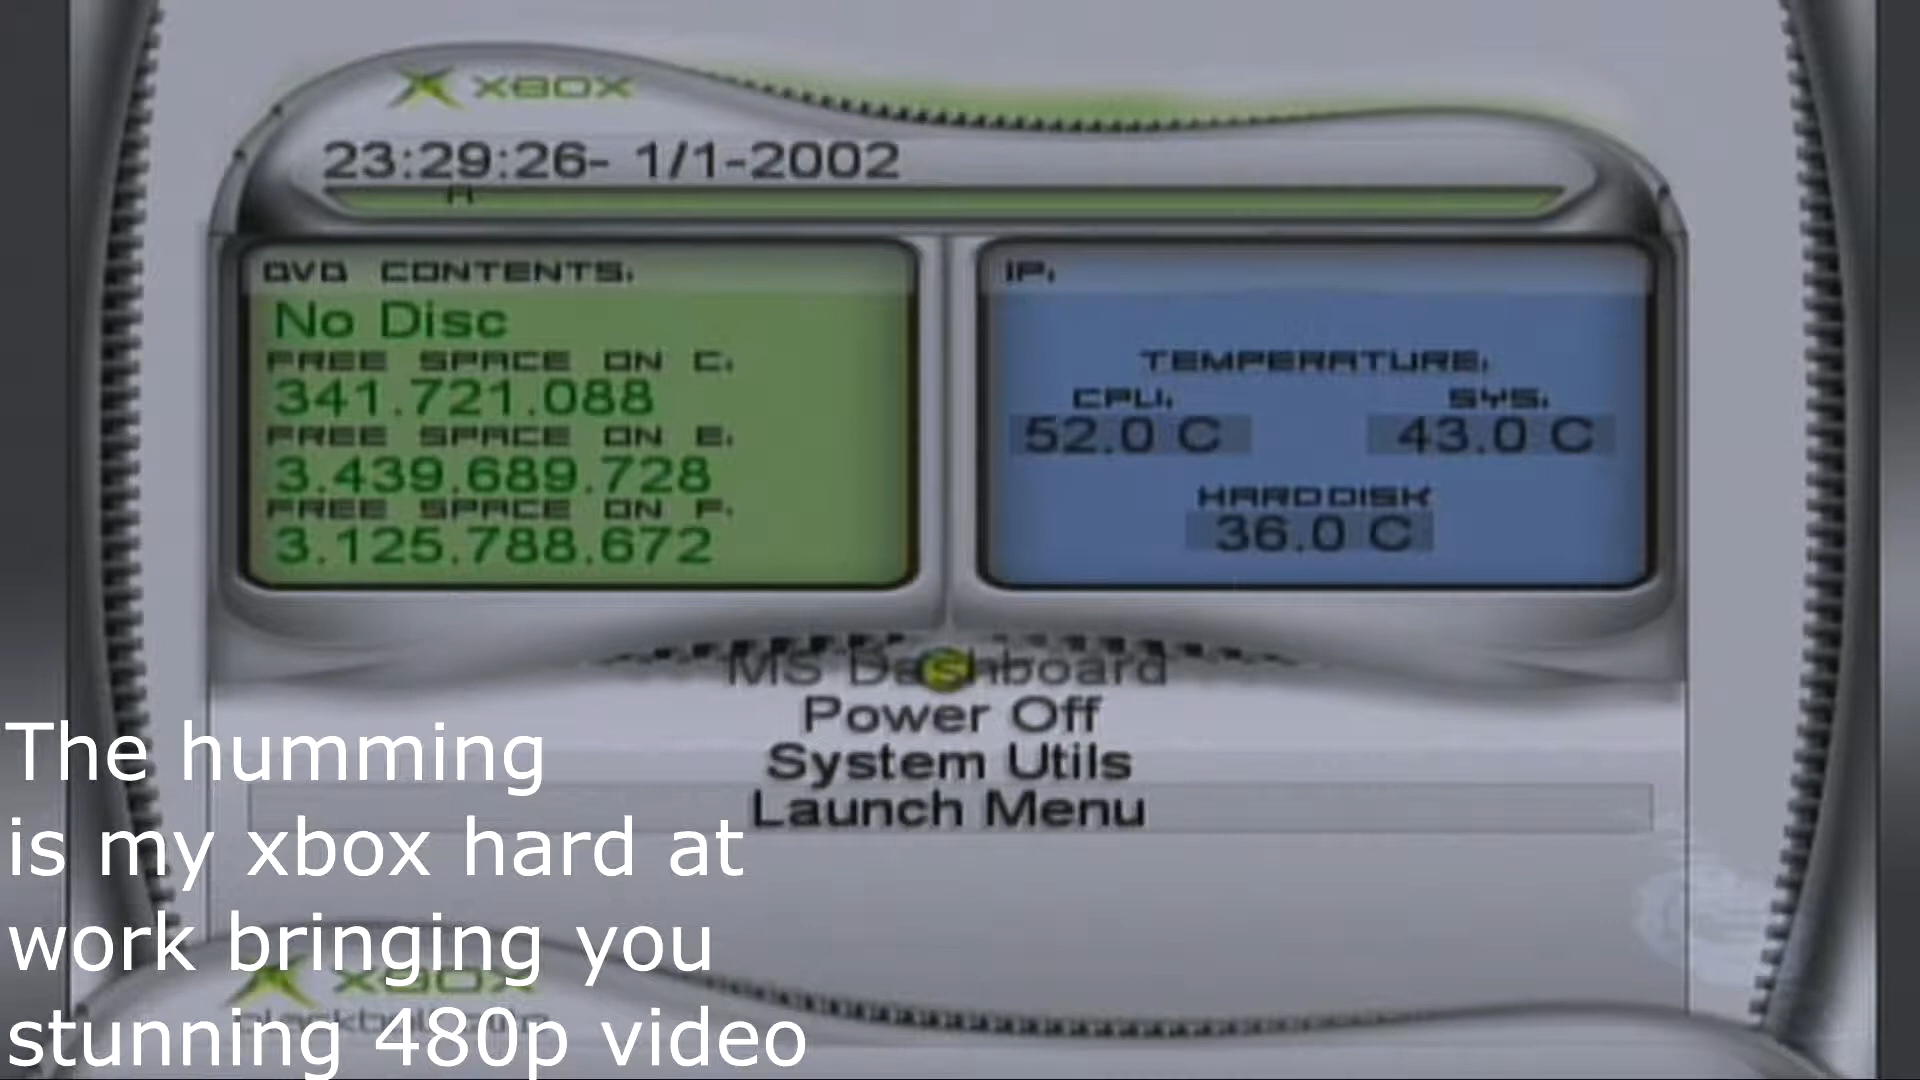 XBOX
23:29:26- 1/1-2002
DVD CONTENTS:
No Disc
FREE SPACE ON C:
341.721.088
FREE SPACE ON E:
3.439.689.728
FREE SPACE ON F:
3.125.788.672
IP:
TEMPERATURE:
CPU: SYS:
52.0 C 43.0 C
HARDDISK
36.0 C
MS Dashboard
Power Off
System Utils
Launch Menu
The humming
is my xbox hard at
work bringing you
XBOX
stunning 480p video